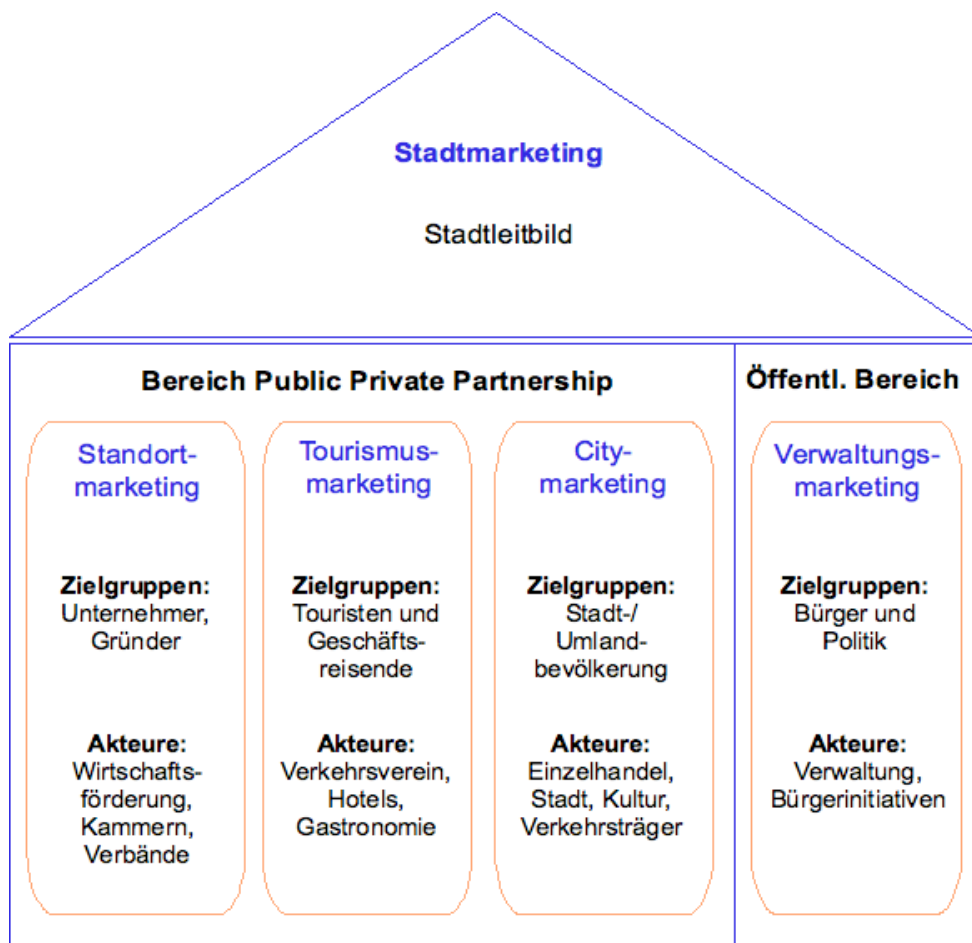 Stadtmarketing
Stadtleitbild
Bereich Public Private Partnership
Standort-
marketing
Zielgruppen:
Unternehmer,
Gründer
Akteure:
Wirtschafts-
förderung,
Kammern,
Verbände
Tourismus-
marketing
Zielgruppen:
Touristen und
Geschäfts-
reisende
Akteure:
Verkehrsverein,
Hotels,
Gastronomie
City-
marketing
Zielgruppen:
Stadt-/
Umland-
bevölkerung
Akteure:
Einzelhandel,
Stadt, Kultur,
Verkehrsträger
Öffentl. Bereich
Verwaltungs-
marketing
Zielgruppen:
Bürger und
Politik
Akteure:
Verwaltung,
Bürgerinitiativen